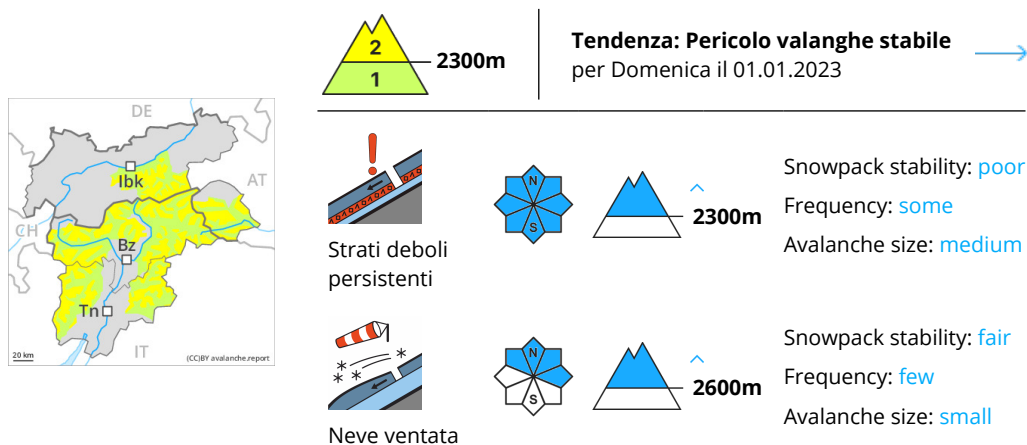 2
1
2300m
Tendenza: Pericolo valanghe stabile
per Domenica il 01.01.2023
DE
Ibk
AT
CH
Bz
Tn
IT
20 km
(CC)BY avalanche.report
N
S
2300m
Strati deboli
persistenti
Snowpack stability: poor
Frequency: some
Avalanche size: medium
N
S
2600m
Neve ventata
Snowpack stability: fair
Frequency: few
Avalanche size: small